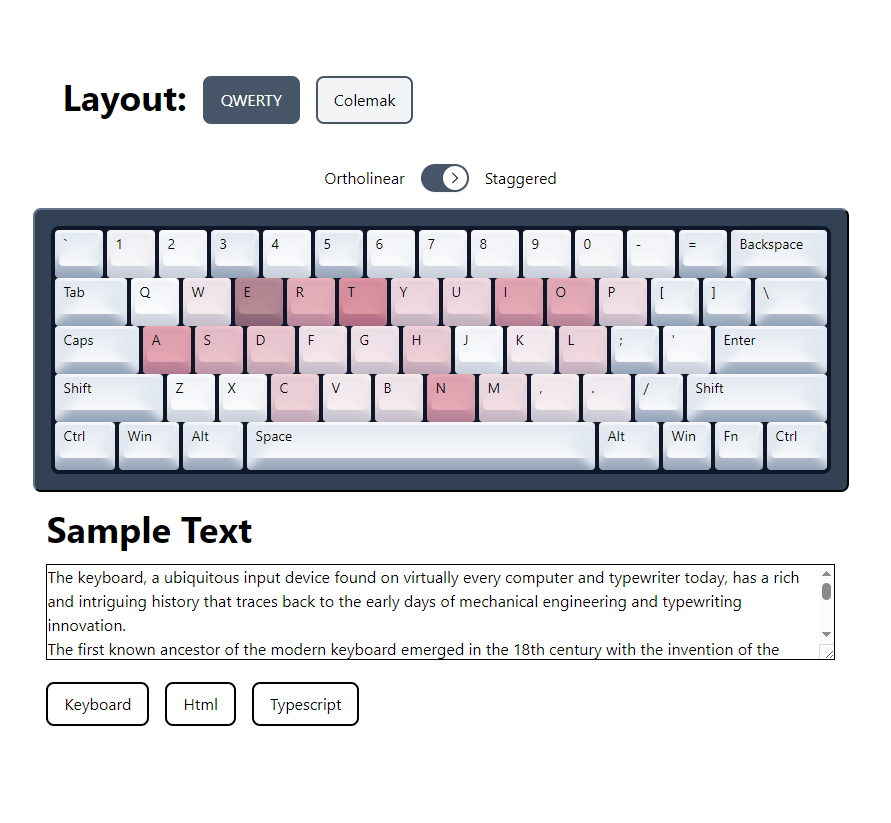 Layout: QWERTY Colemak
Ortholinear Staggered
` 1 2 3 4 5 6 7 8 9 0 - = Backspace
Tab Q W E R T Y U I O P [ ] \
Caps A S D F G H J K L ; ' Enter
Shift Z X C V B N M , . / Shift
Ctrl Win Alt Space Alt Win Fn Ctrl
Sample Text
The keyboard, a ubiquitous input device found on virtually every computer and typewriter today, has a rich
and intriguing history that traces back to the early days of mechanical engineering and typewriting
innovation.
The first known ancestor of the modern keyboard emerged in the 18th century with the invention of the
Keyboard Html Typescript